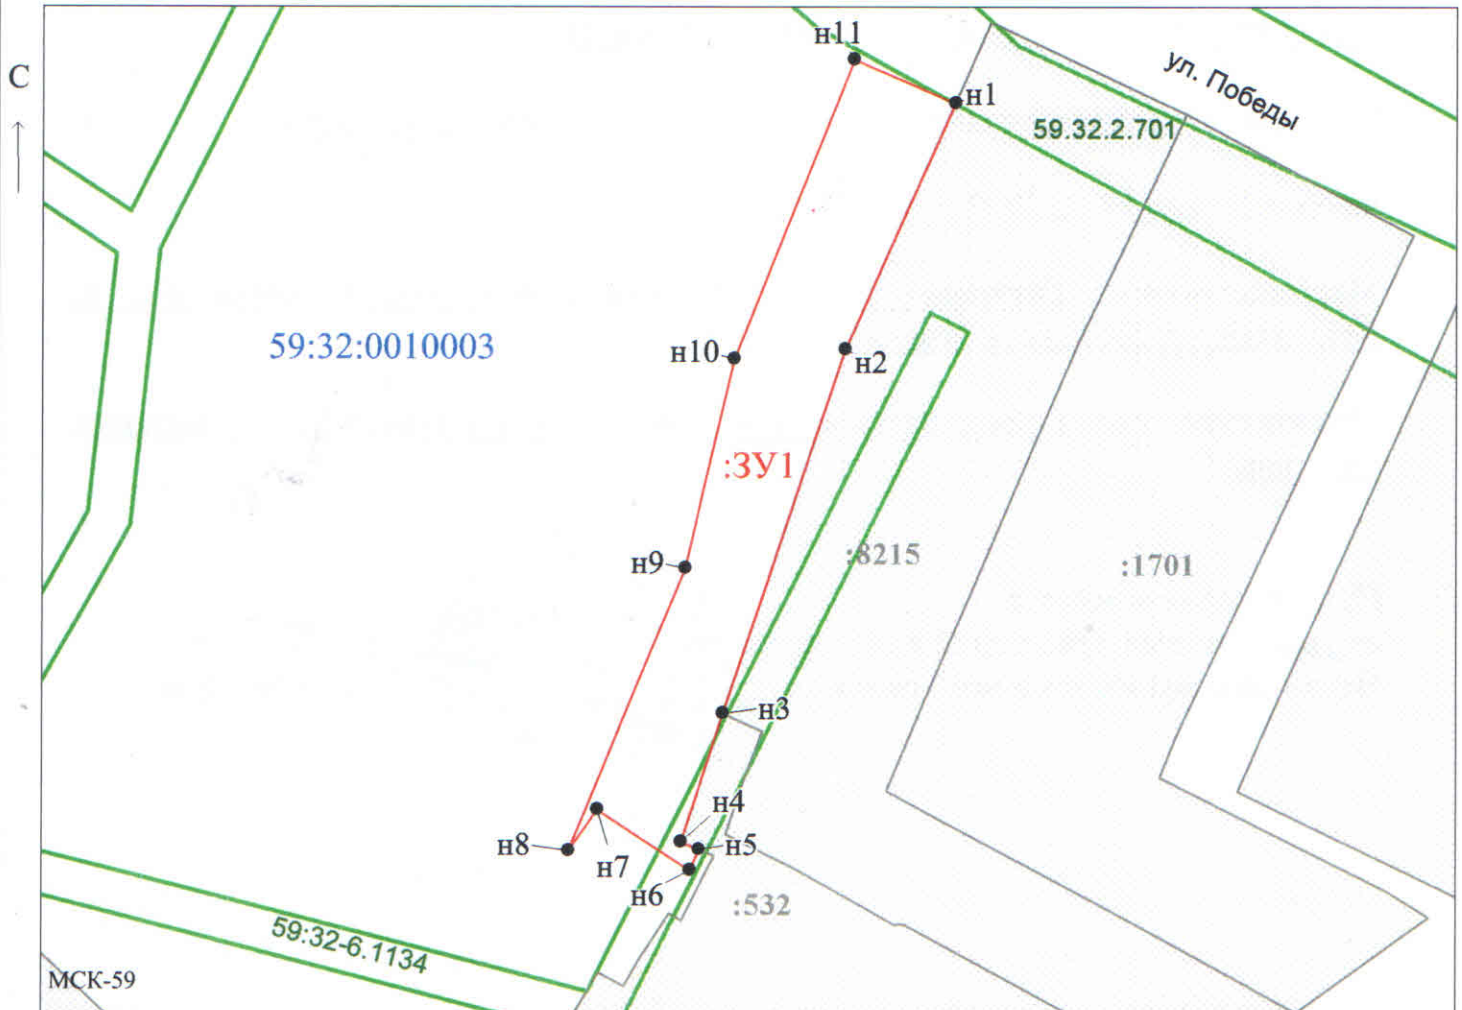 н11
С
н1
ул. Победы
59.32.2.701
59:32:0010003
н10
н2
:ЗУ1
:8215
:1701
н9
н3
н4
н8
н7
н5
н6
:532
59:32-6.1134
МСК-59